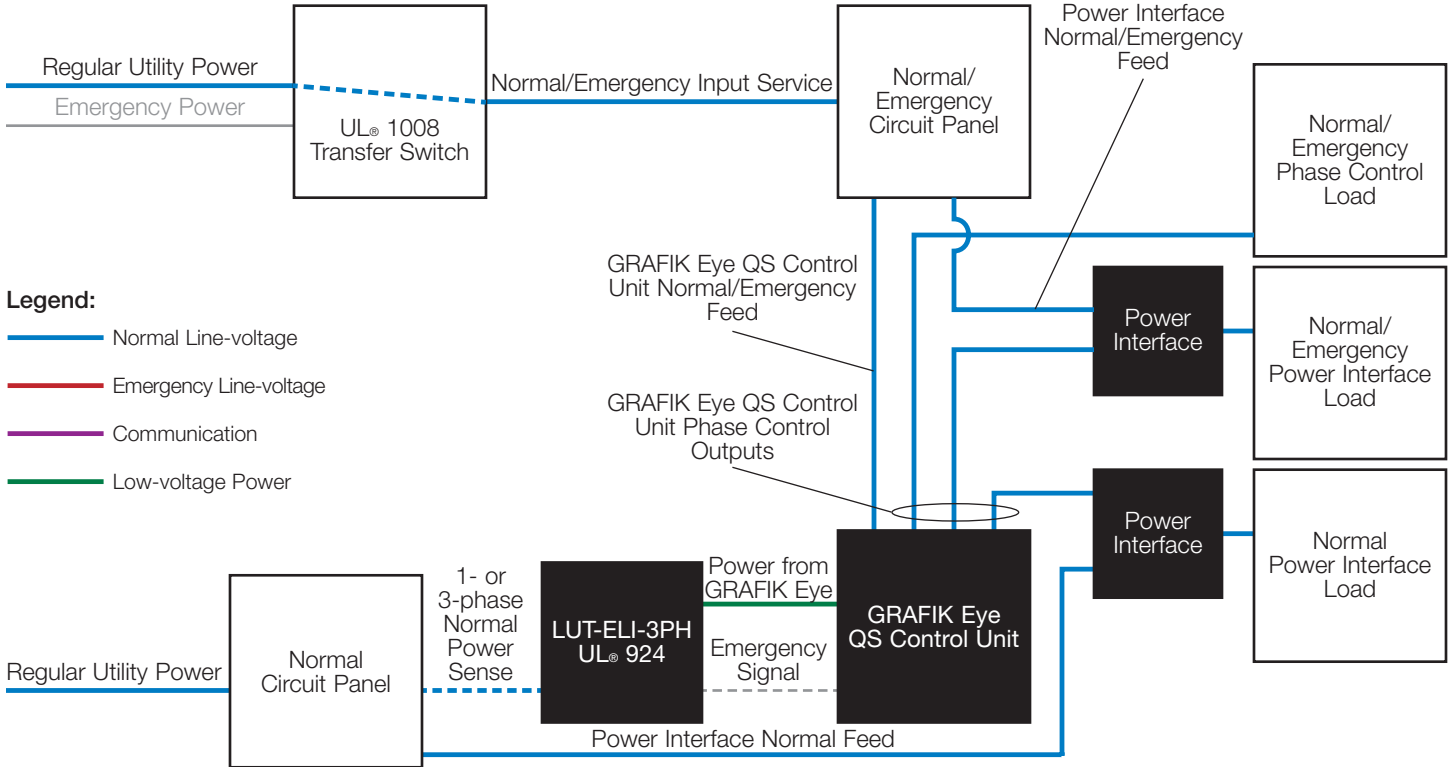 Regular Utility Power
Emergency Power
UL® 1008
Transfer Switch
Normal/Emergency Input Service
Normal/
Emergency
Circuit Panel
Power Interface
Normal/Emergency
Feed
Normal/
Emergency
Phase Control
Load
GRAFIK Eye QS Control
Unit Normal/Emergency
Feed
Power
Interface
Normal/
Emergency
Power Interface
Load
Legend:
Normal Line-voltage
Emergency Line-voltage
Communication
Low-voltage Power
GRAFIK Eye QS Control
Unit Phase Control
Outputs
Power
Interface
Normal
Power Interface
Load
Regular Utility Power
Normal
Circuit Panel
1- or
3-phase
Normal
Power
Sense
LUT-ELI-3PH
UL® 924
Power from
GRAFIK Eye
Emergency
Signal
GRAFIK Eye
QS Control Unit
Power Interface Normal Feed